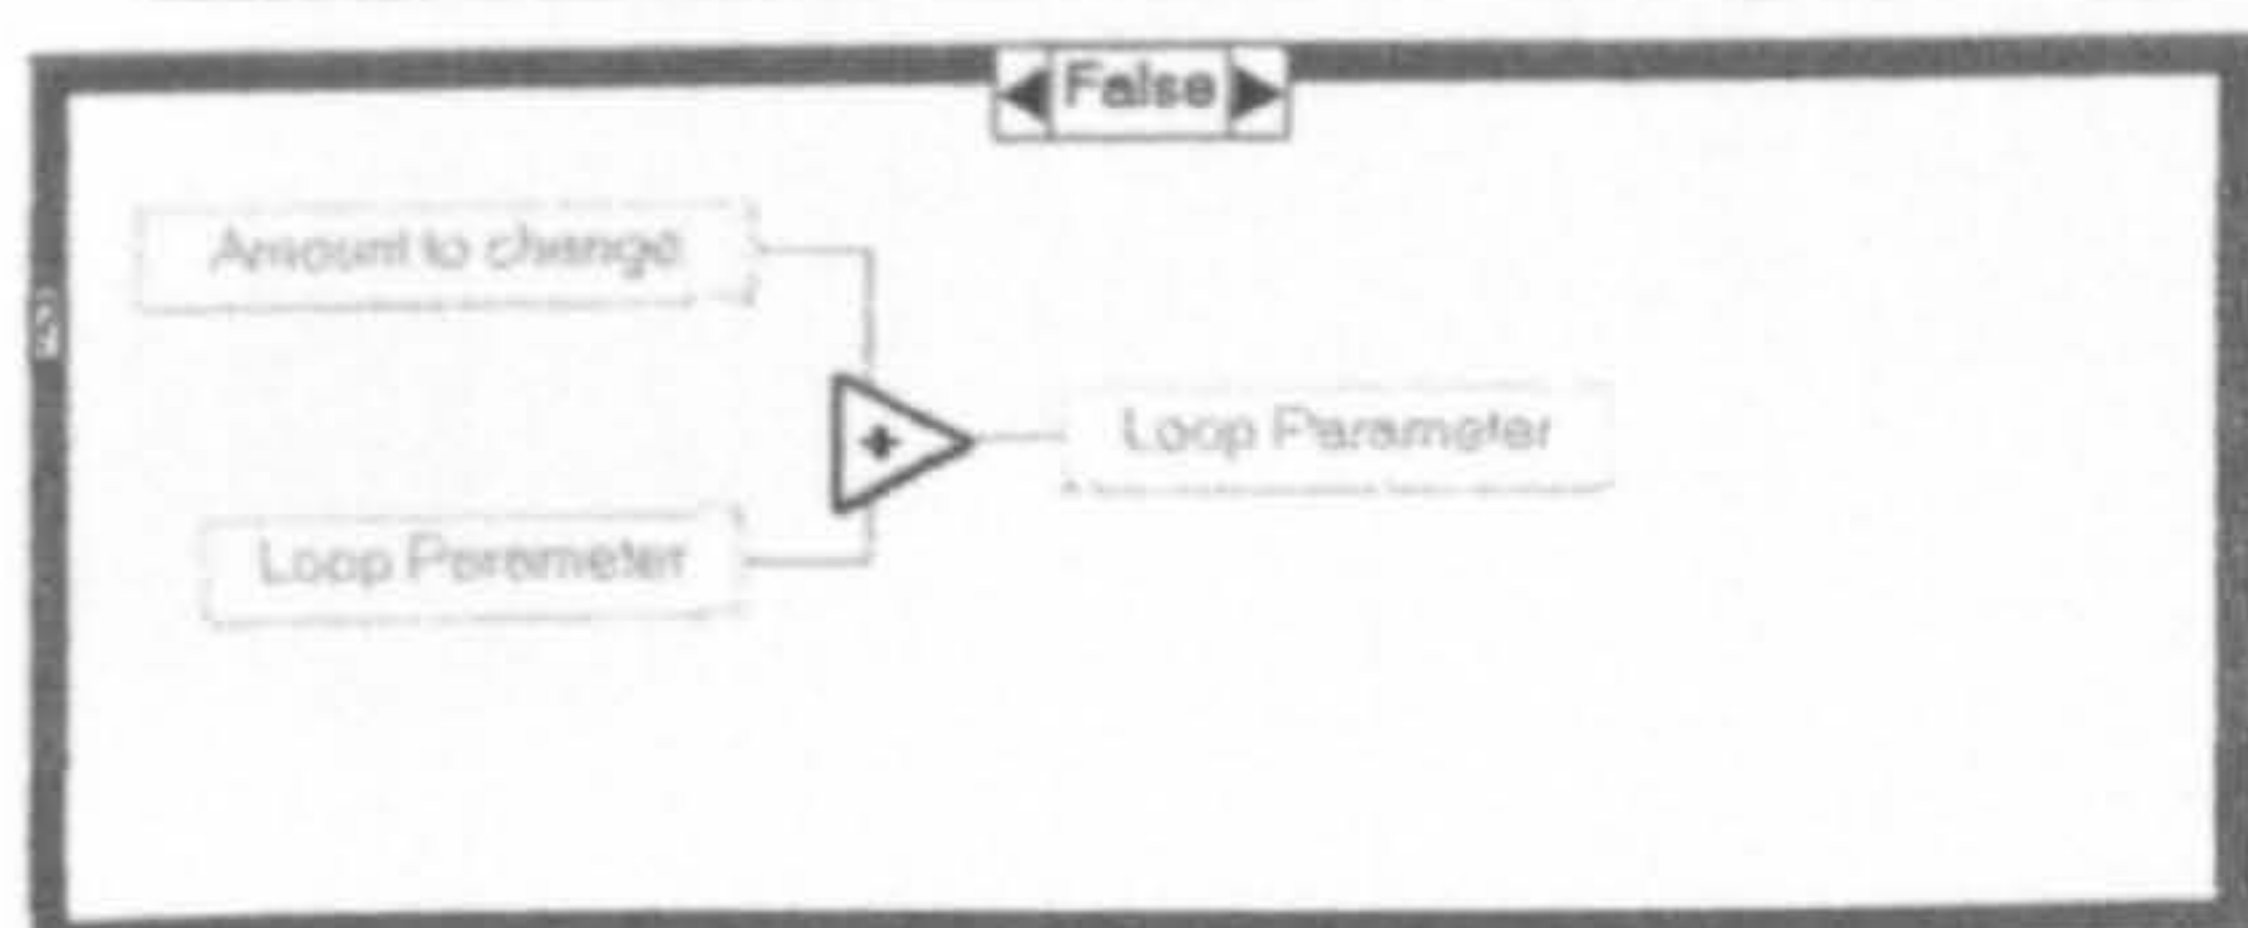 False
Amount to change
+
Loop Parameter
Loop Parameter